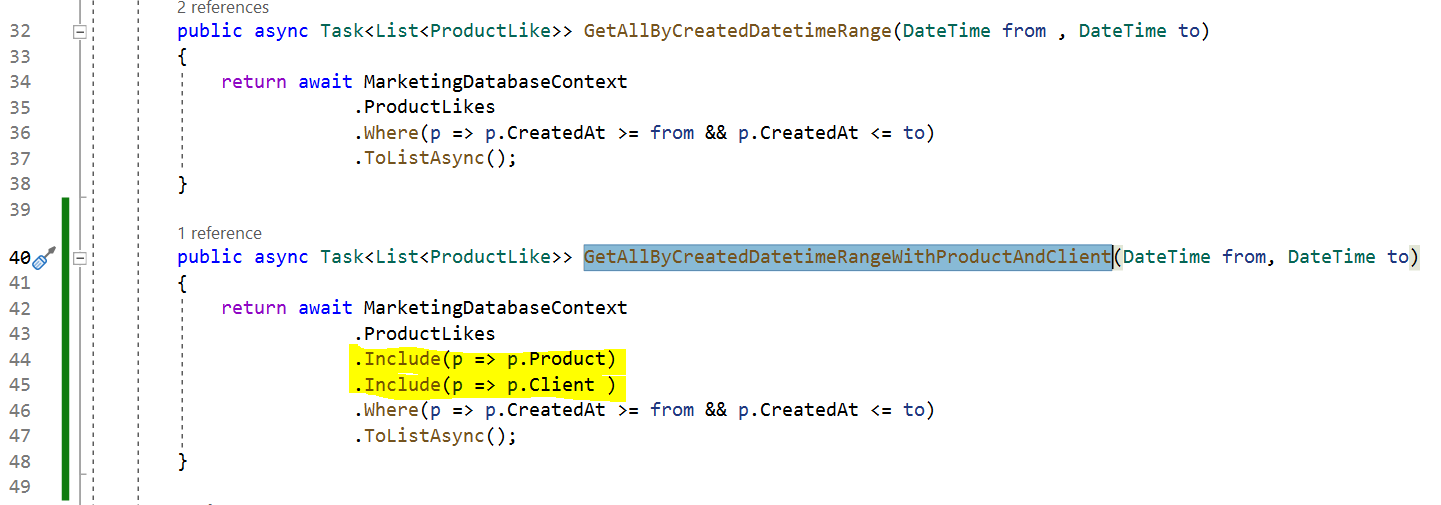 2 references
32 public async Task<List<ProductLike>> GetAllByCreatedDatetimeRange(DateTime from , DateTime to)
33 {
34 return await MarketingDatabaseContext
35 .ProductLikes
36 .Where(p => p.CreatedAt >= from && p.CreatedAt <= to)
37 .ToListAsync();
38 }
39
1 reference
40 public async Task<List<ProductLike>> GetAllByCreatedDatetimeRangeWithProductAndClient(DateTime from, DateTime to)
41 {
42 return await MarketingDatabaseContext
43 .ProductLikes
44 .Include(p => p.Product)
45 .Include(p => p.Client )
46 .Where(p => p.CreatedAt >= from && p.CreatedAt <= to)
47 .ToListAsync();
48 }
49